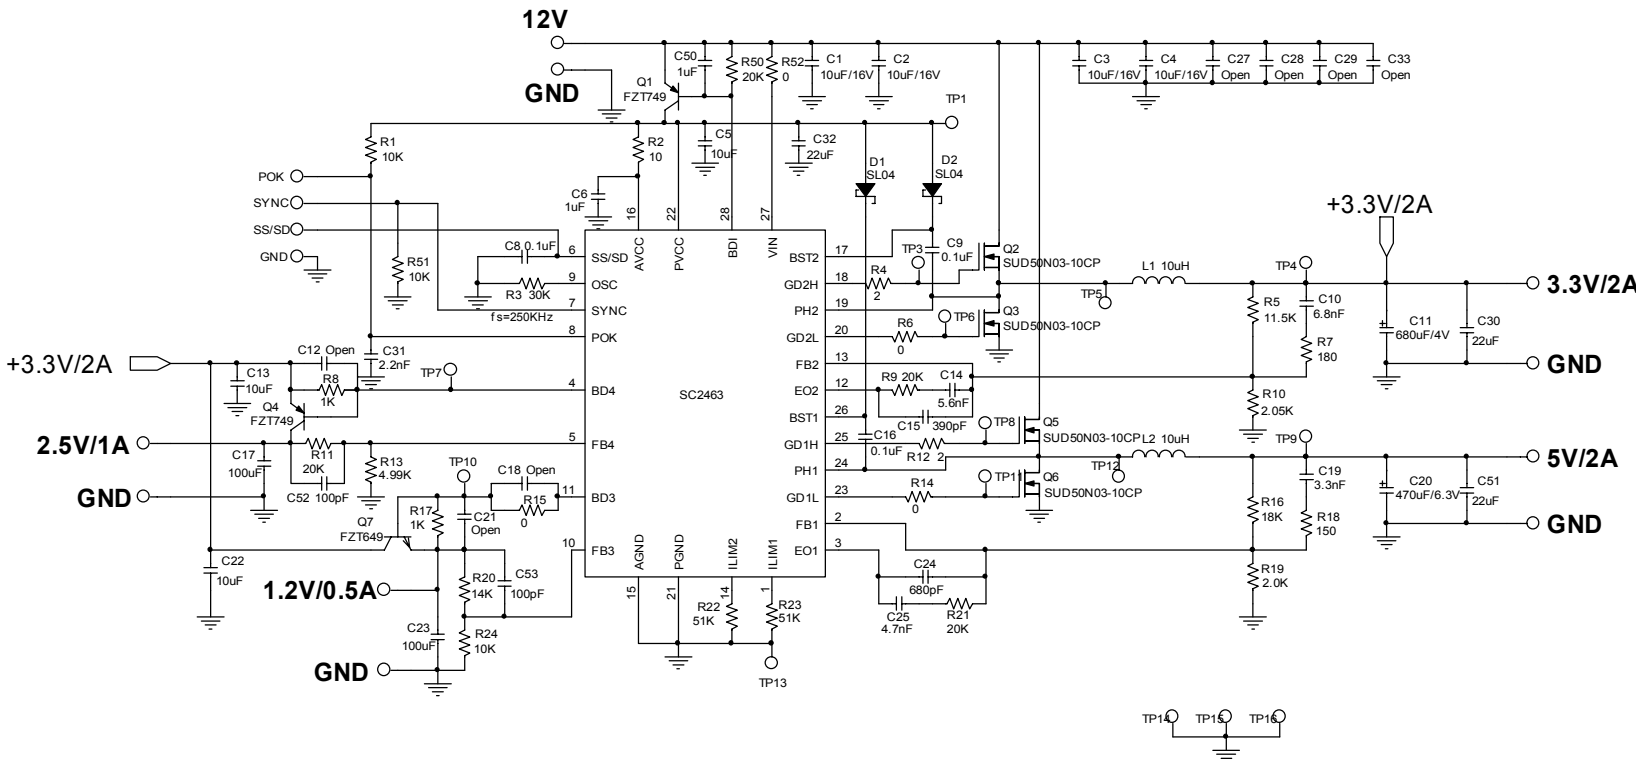 12V
GND
C50
1uF
R50
20K
R52
0
C1
10uF/16V
C2
10uF/16V
C3
10uF/16V
C4
10uF/16V
C27
Open
C28
Open
C29
Open
C33
Open
Q1
FZT749
TP1
R1
10K
R2
10
C5
10uF
C32
22uF
D1
SL04
D2
SL04
POK
SYNC
SS/SD
GND
C6
1uF
R51
10K
C8 0.1uF
R3 30K
fs=250KHz
16
22
28
27
AVCC
PVCC
BDI
VIN
6
SS/SD
9
OSC
7
SYNC
8
POK
4
BD4
5
FB4
11
BD3
10
FB3
SC2463
17
BST2
18
GD2H
19
PH2
20
GD2L
13
FB2
12
EO2
26
BST1
25
GD1H
24
PH1
23
GD1L
2
FB1
3
EO1
AGND
PGND
ILIM2
ILIM1
15
21
14
1
TP3
C9
0.1uF
R4
2
Q2
SUD50N03-10CP
R6
0
TP6
Q3
SUD50N03-10CP
TP5
L1 10uH
TP4
+3.3V/2A
3.3V/2A
R5
11.5K
C10
6.8nF
R7
180
C11
680uF/4V
C30
22uF
GND
R10
2.05K
+3.3V/2A
C12 Open
C31
2.2nF
TP7
C13
10uF
R8
1K
Q4
FZT749
2.5V/1A
C17
100uF
R11
20K
C52 100pF
R13
4.99K
GND
R9 20K
C14
5.6nF
C15
390pF
C16
0.1uF
R12 2
TP8
Q5
SUD50N03-10CP
L2 10uH
TP12
TP9
5V/2A
R14
0
TP11
Q6
SUD50N03-10CP
R16
18K
C19
3.3nF
R18
150
C20
470uF/6.3V
C51
22uF
GND
R19
2.0K
TP10
C18 Open
R15
0
R17
1K
C21
Open
Q7
FZT649
C22
10uF
1.2V/0.5A
R20
14K
C53
100pF
C23
100uF
R24
10K
GND
R22
51K
R23
51K
TP13
C24
680pF
C25
4.7nF
R21
20K
TP14
TP15
TP16